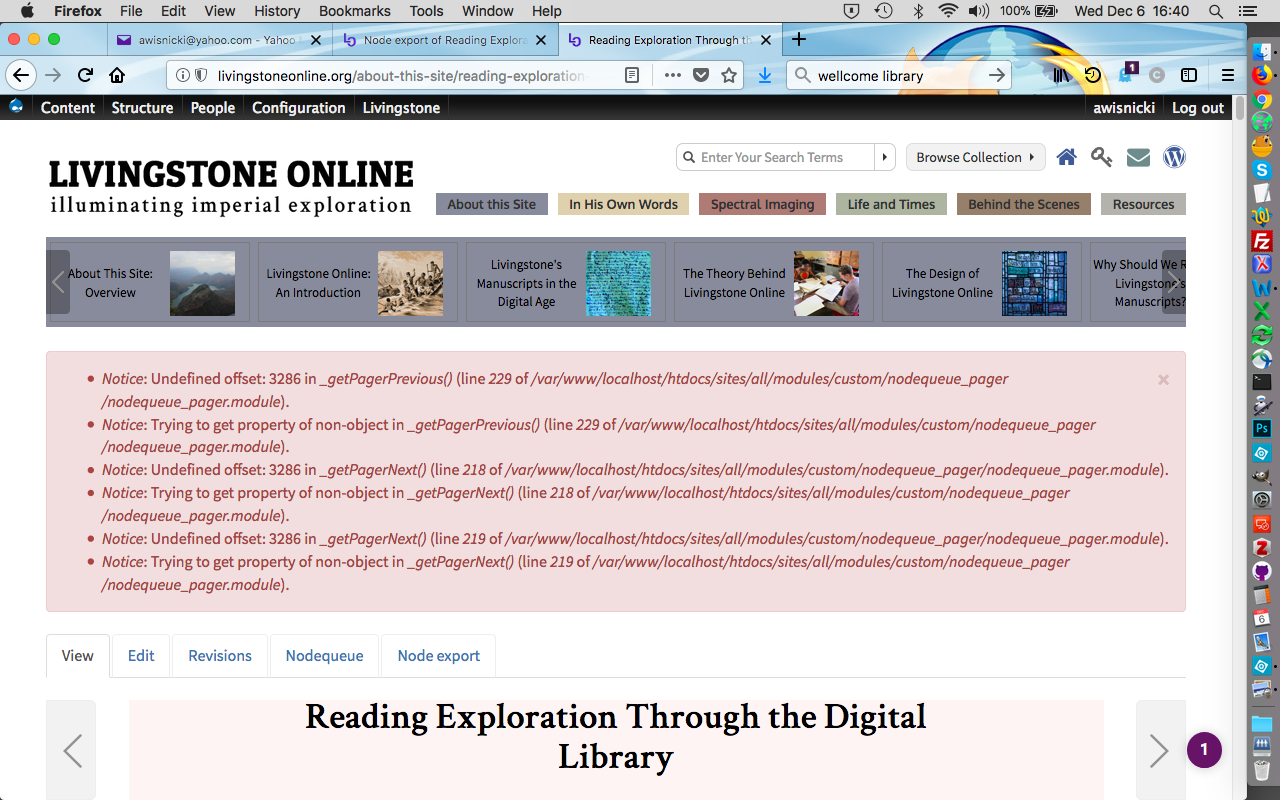 Firefox File Edit View History Bookmarks Tools Window Help 100% Wed Dec 6 16:40
awisnicki@yahoo.com - Yahoo Node export of Reading Explora Reading Exploration Through th
livingstoneonline.org/about-this-site/reading-exploration wellcome library 1
Content Structure People Configuration Livingstone awisnicki Log out
LIVINGSTONE ONLINE
illuminating imperial exploration
Enter Your Search Terms Browse Collection
About this Site In His Own Words Spectral Imaging Life and Times Behind the Scenes Resources
About This Site:
Overview
Livingstone Online:
An Introduction
Livingstone's
Manuscripts in the
Digital Age
The Theory Behind
Livingstone Online
The Design of
Livingstone Online
Why Should We R
Livingstone's
Manuscripts?
Notice: Undefined offset: 3286 in _getPagerPrevious() (line 229 of /var/www/localhost/htdocs/sites/all/modules/custom/nodequeue_pager
/nodequeue_pager.module).
Notice: Trying to get property of non-object in _getPagerPrevious() (line 229 of /var/www/localhost/htdocs/sites/all/modules/custom/nodequeue_pager
/nodequeue_pager.module).
Notice: Undefined offset: 3286 in _getPagerNext() (line 218 of /var/www/localhost/htdocs/sites/all/modules/custom/nodequeue_pager/nodequeue_pager.module).
Notice: Trying to get property of non-object in _getPagerNext() (line 218 of /var/www/localhost/htdocs/sites/all/modules/custom/nodequeue_pager
/nodequeue_pager.module).
Notice: Undefined offset: 3286 in _getPagerNext() (line 219 of /var/www/localhost/htdocs/sites/all/modules/custom/nodequeue_pager/nodequeue_pager.module).
Notice: Trying to get property of non-object in _getPagerNext() (line 219 of /var/www/localhost/htdocs/sites/all/modules/custom/nodequeue_pager
/nodequeue_pager.module).
View Edit Revisions Nodequeue Node export
Reading Exploration Through the Digital
Library
1